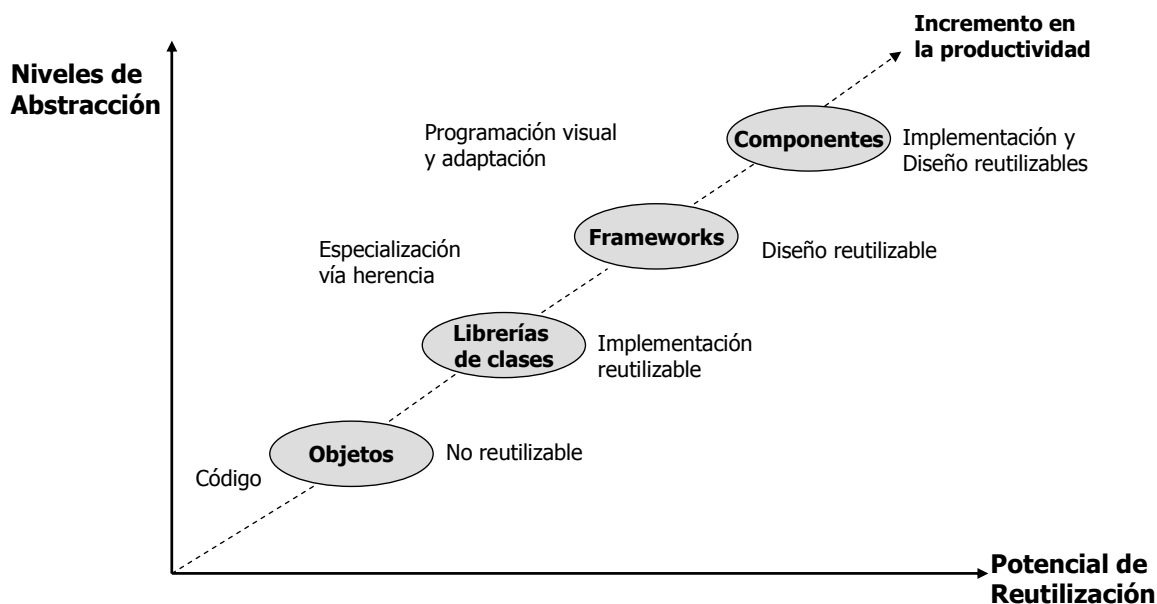 Incremento en
la productividad
Niveles de
Abstracción
Programación visual
y adaptación
Componentes
Implementación y
Diseño reutilizables
Especialización
vía herencia
Frameworks
Diseño reutilizable
Librerías
de clases
Implementación
reutilizable
Código
Objetos
No reutilizable
Potencial de
Reutilización